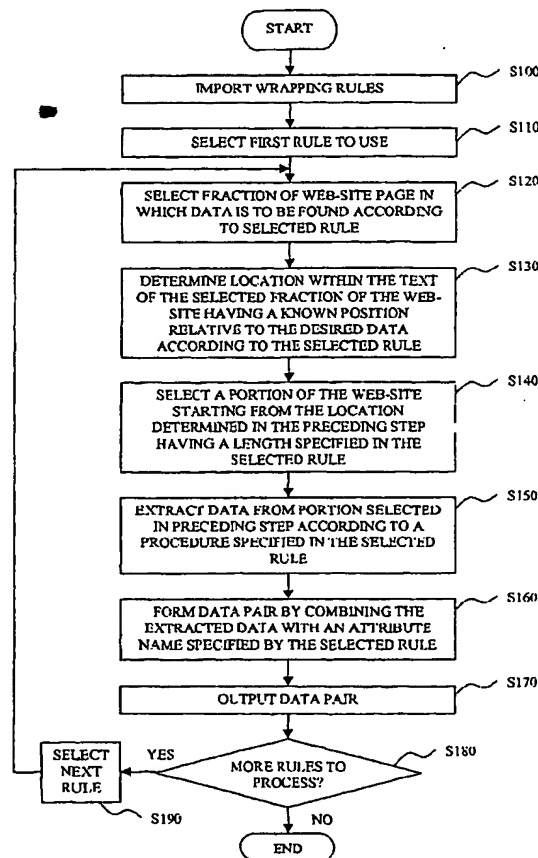 START
S100
IMPORT WRAPPING RULES
S110
SELECT FIRST RULE TO USE
S120
SELECT FRACTION OF WEB-SITE PAGE IN
WHICH DATA IS TO BE FOUND ACCORDING
TO SELECTED RULE
S130
DETERMINE LOCATION WITHIN THE TEXT
OF THE SELECTED FRACTION OF THE WEB-
SITE HAVING A KNOWN POSITION
RELATIVE TO THE DESIRED DATA
ACCORDING TO THE SELECTED RULE
S140
SELECT A PORTION OF THE WEB-SITE
STARTING FROM THE LOCATION
DETERMINED IN THE PRECEDING STEP
HAVING A LENGTH SPECIFIED IN THE
SELECTED RULE
S150
EXTRACT DATA FROM PORTION SELECTED
IN PRECEDING STEP ACCORDING TO A
PROCEDURE SPECIFIED IN THE SELECTED
RULE
S160
FORM DATA PAIR BY COMBINING THE
EXTRACTED DATA WITH AN ATTRIBUTE
NAME SPECIFIED BY THE SELECTED RULE
S170
OUTPUT DATA PAIR
S180
MORE RULES TO
PROCESS?
YES
SELECT
NEXT
RULE
S190
NO
END